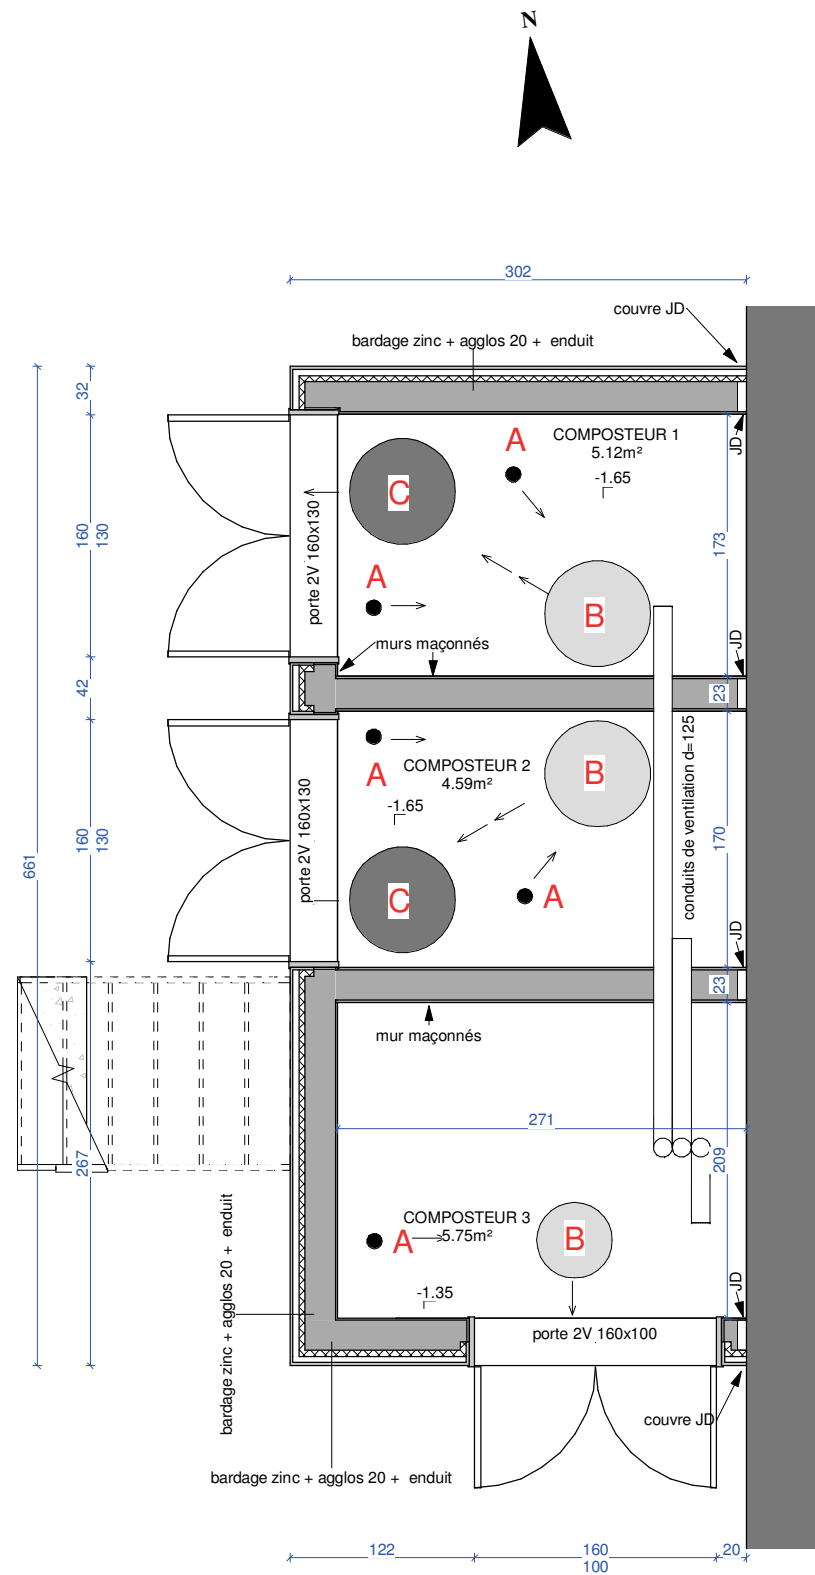 N
302
couvre JD
bardage zinc + agglos 20 + enduit
32
A
COMPOSTEUR 1
5.12m²
JD
-1.65
C
160
130
porte 2V 160x130
173
A
B
murs maçonnés
JD
42
23
A
COMPOSTEUR 2
4.59m²
B
conduits de ventilation d=125
-1.65
porte 2V 160x130
160
130
170
661
C
A
JD
23
mur maçonnés
271
267
209
bardage zinc + agglos 20 + enduit
COMPOSTEUR 3
5.75m²
A
B
-1.35
JD
porte 2V 160x100
couvre JD
bardage zinc + agglos 20 + enduit
122
160
100
20